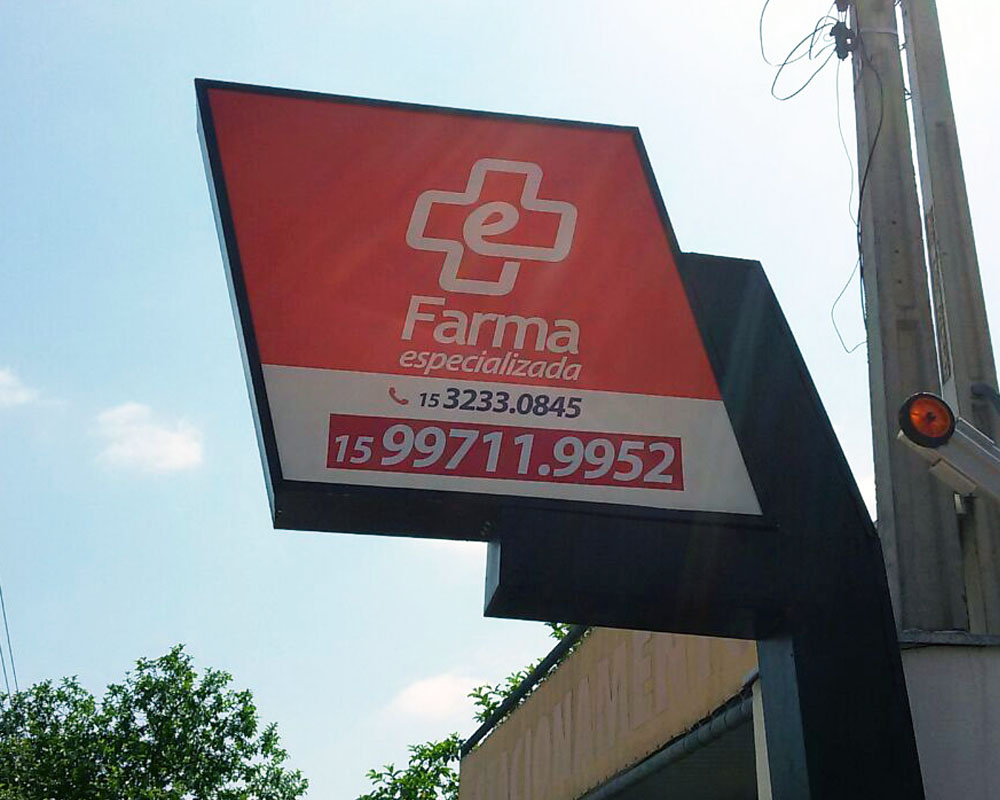 e
Farma
especializada
15 3233.0845
15 99711.9952